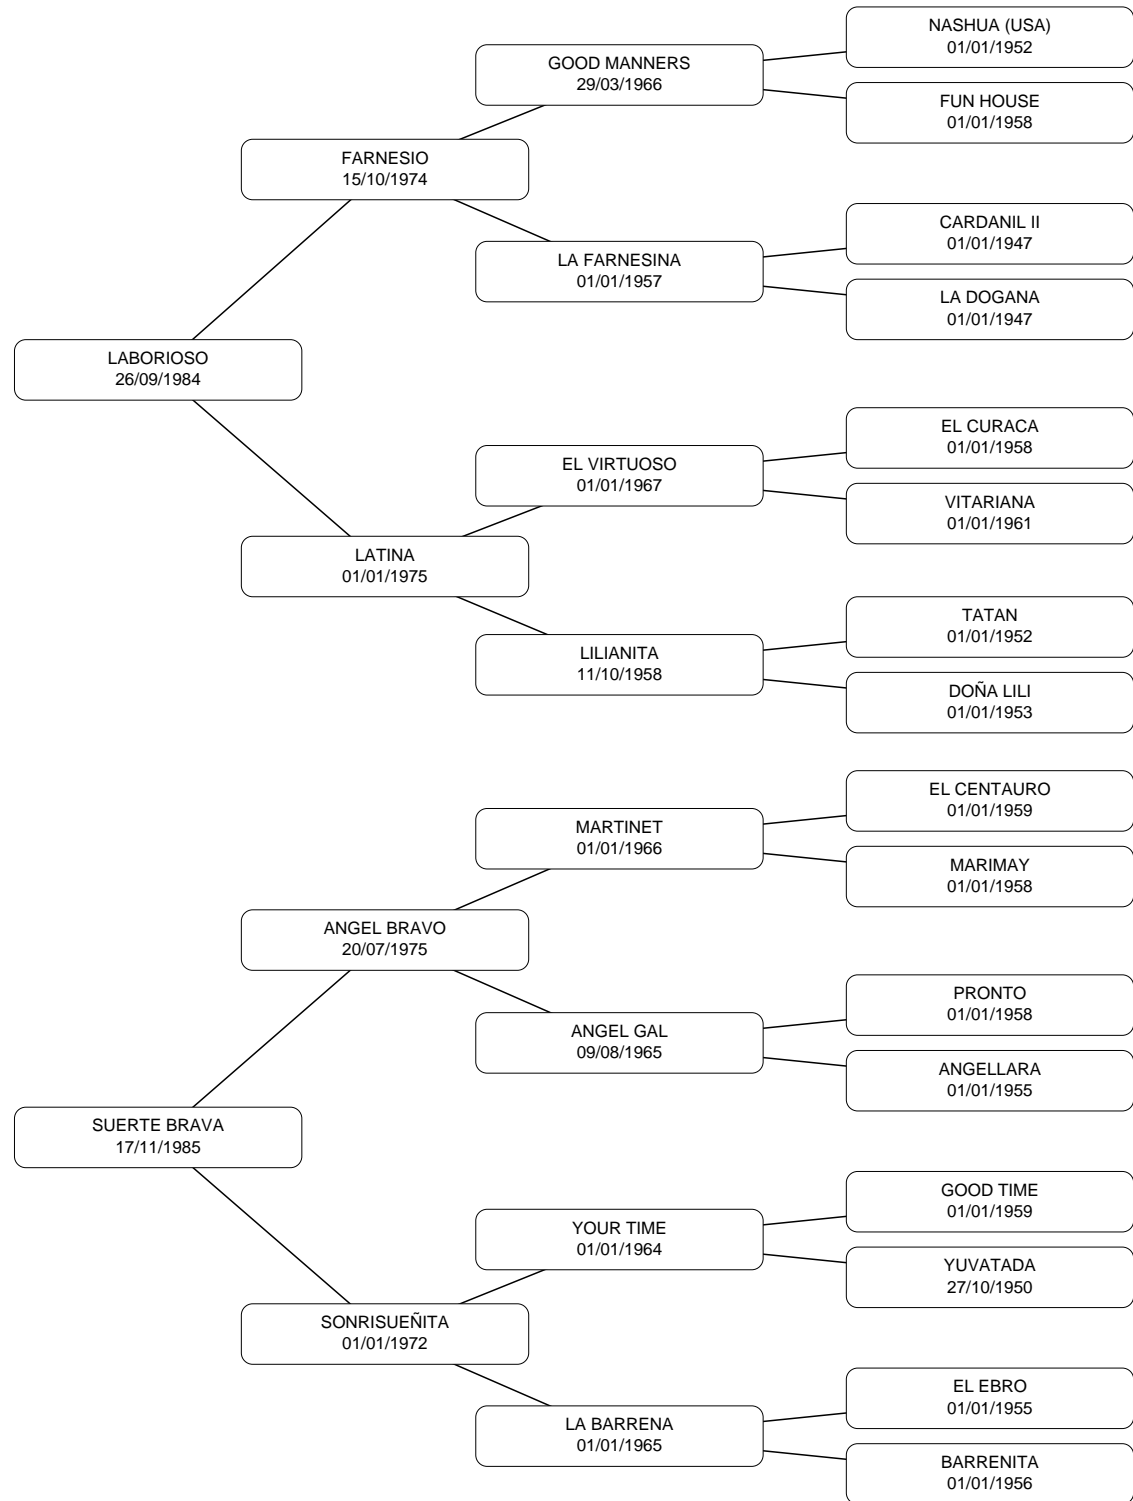 NASHUA (USA)
01/01/1952
GOOD MANNERS
29/03/1966
FUN HOUSE
01/01/1958
FARNESIO
15/10/1974
CARDANIL II
01/01/1947
LA FARNESINA
01/01/1957
LA DOGANA
01/01/1947
LABORIOSO
26/09/1984
EL CURACA
01/01/1958
EL VIRTUOSO
01/01/1967
VITARIANA
01/01/1961
LATINA
01/01/1975
TATAN
01/01/1952
LILIANITA
11/10/1958
DOÑA LILI
01/01/1953
EL CENTAURO
01/01/1959
MARTINET
01/01/1966
MARIMAY
01/01/1958
ANGEL BRAVO
20/07/1975
PRONTO
01/01/1958
ANGEL GAL
09/08/1965
ANGELLARA
01/01/1955
SUERTE BRAVA
17/11/1985
GOOD TIME
01/01/1959
YOUR TIME
01/01/1964
YUVATADA
27/10/1950
SONRISUEÑITA
01/01/1972
EL EBRO
01/01/1955
LA BARRENA
01/01/1965
BARRENITA
01/01/1956